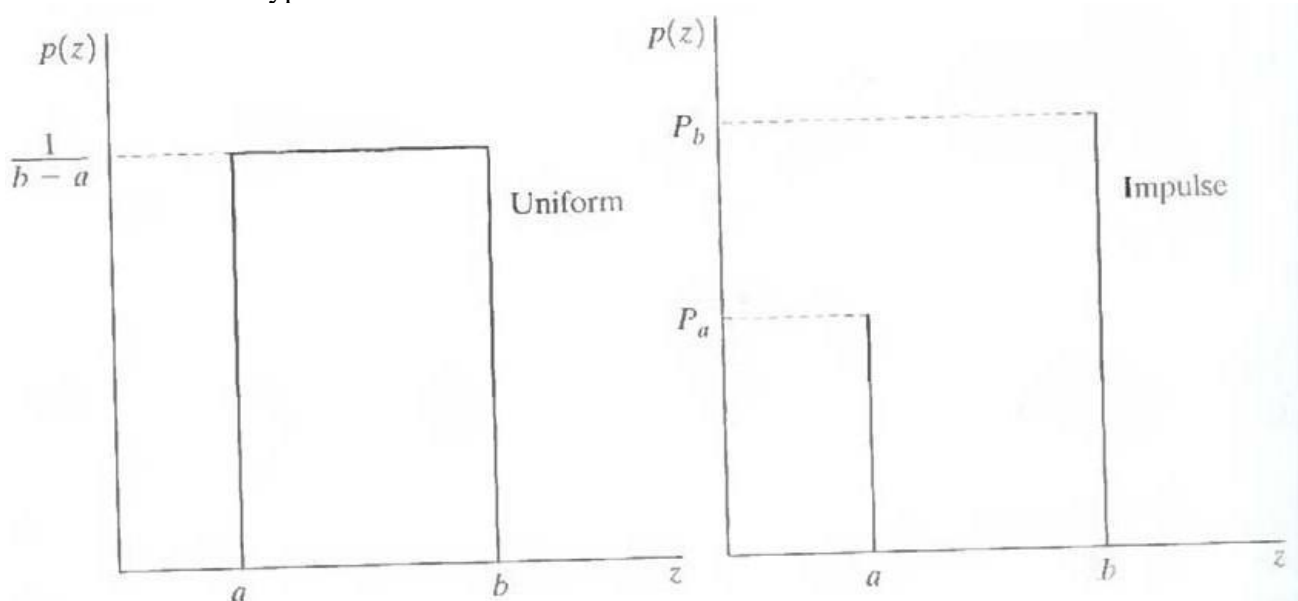 p(z)
1
b − a
Uniform
a
b
z
p(z)
P_b
P_a
Impulse
a
b
z